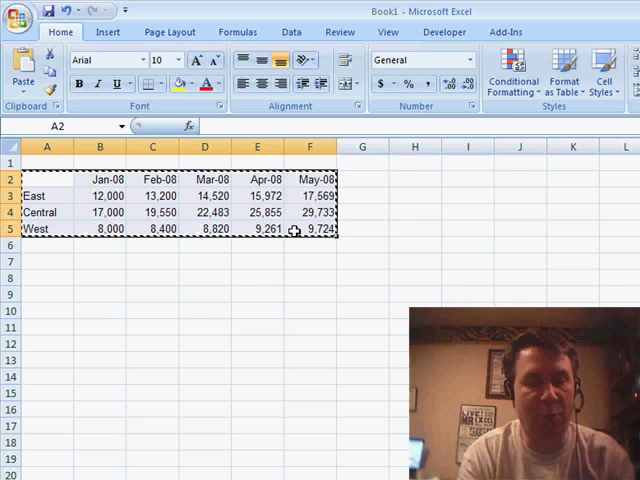 Book1 - Microsoft Excel
Home Insert Page Layout Formulas Data Review View Developer Add-Ins
Paste
Clipboard
Arial 10
B I U
Font
Alignment
General
$ % ,
Number
Conditional Formatting
Format as Table
Cell Styles
Styles
A2 fx
A B C D E F G H I J K L
1
2 Jan-08 Feb-08 Mar-08 Apr-08 May-08
3 East 12,000 13,200 14,520 15,972 17,569
4 Central 17,000 19,550 22,483 25,855 29,733
5 West 8,000 8,400 8,820 9,261 9,724
6
7
8
9
10
11
12
13
14
15
16
17
18
19
20
LIVE!
MR EXCEL